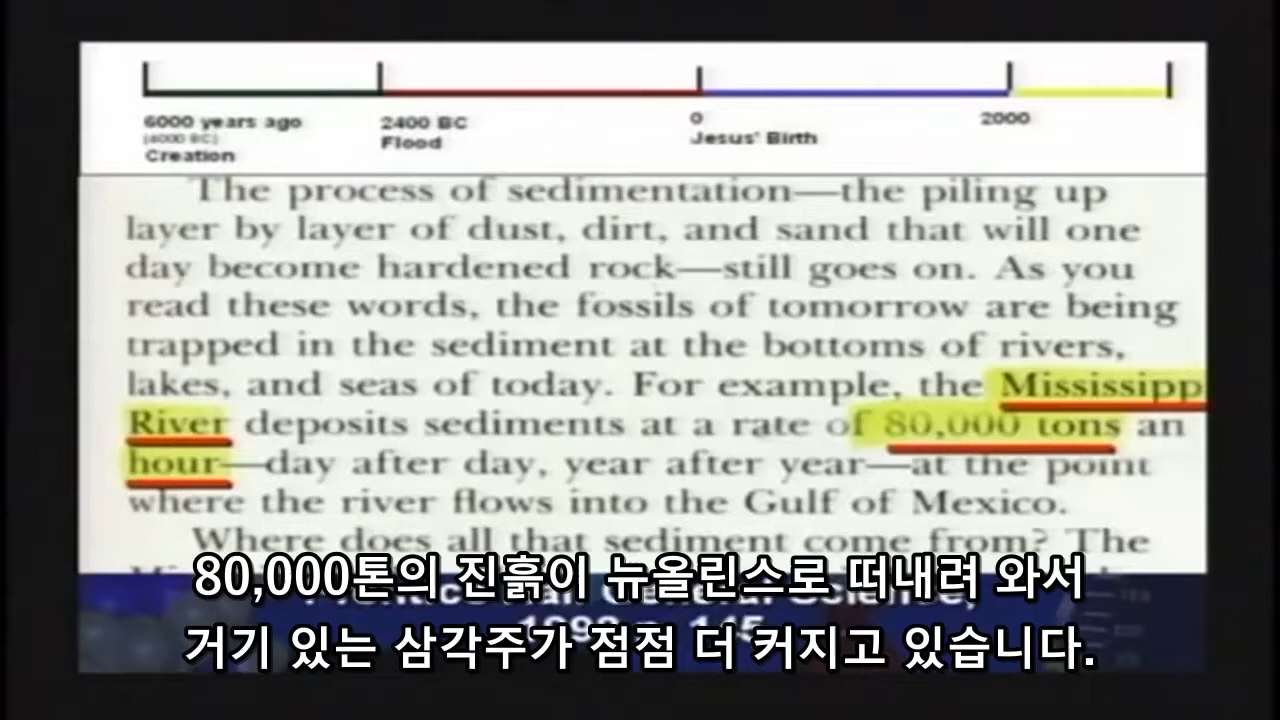 6000 years ago
(4000 BC)
Creation
2400 BC
Flood
0
Jesus' Birth
2000
The process of sedimentation—the piling up
layer by layer of dust, dirt, and sand that will one
day become hardened rock—still goes on. As you
read these words, the fossils of tomorrow are being
trapped in the sediment at the bottoms of rivers,
lakes, and seas of today. For example, the Mississipp
River deposits sediments at a rate of 80,000 tons an
hour—day after day, year after year—at the point
where the river flows into the Gulf of Mexico.
Where does all that sediment come from? The
80,000톤의 진흙이 뉴올린스로 떠내려 와서
거기 있는 삼각주가 점점 더 커지고 있습니다.